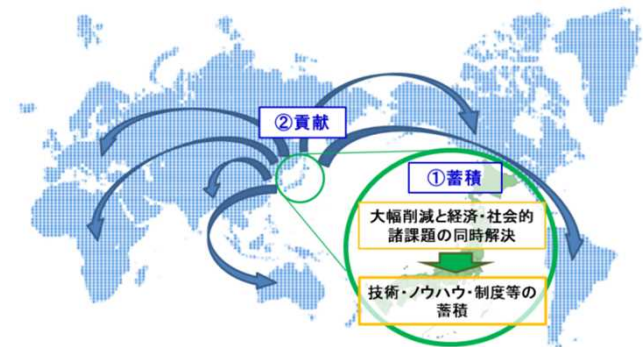 ②貢献
①蓄積
大幅削減と経済・社会的
諸課題の同時解決
技術・ノウハウ・制度等の
蓄積